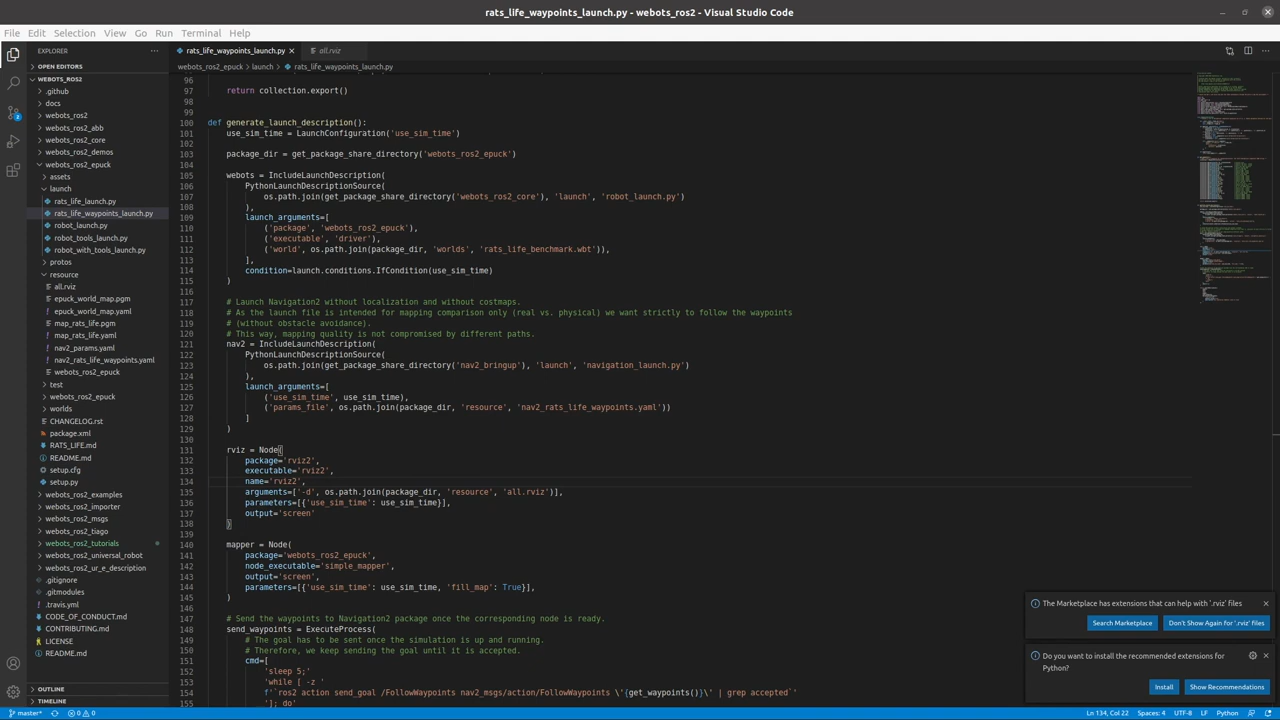 rats_life_waypoints_launch.py - webots_ros2 - Visual Studio Code
File Edit Selection View Go Run Terminal Help
EXPLORER
OPEN EDITORS
WEBOTS_ROS2
.github
docs
webots_ros2
webots_ros2_abb
webots_ros2_core
webots_ros2_demos
webots_ros2_epuck
assets
launch
rats_life_launch.py
rats_life_waypoints_launch.py
robot_launch.py
robot_tools_launch.py
robot_with_tools_launch.py
protos
resource
all.rviz
epuck_world_map.pgm
! epuck_world_map.yaml
map_rats_life.pgm
! map_rats_life.yaml
! nav2_params.yaml
! nav2_rats_life_waypoints.yaml
webots_ros2_epuck
test
webots_ros2_epuck
worlds
CHANGELOG.rst
package.xml
RATS_LIFE.md
README.md
setup.cfg
setup.py
webots_ros2_examples
webots_ros2_importer
webots_ros2_msgs
webots_ros2_tiago
webots_ros2_tutorials
webots_ros2_universal_robot
webots_ros2_ur_e_description
.gitignore
.gitmodules
! .travis.yml
CODE_OF_CONDUCT.md
CONTRIBUTING.md
LICENSE
README.md
OUTLINE
TIMELINE
rats_life_waypoints_launch.py all.rviz
webots_ros2_epuck > launch > rats_life_waypoints_launch.py
96
97 return collection.export()
98
99
100 def generate_launch_description():
101 use_sim_time = LaunchConfiguration('use_sim_time')
102
103 package_dir = get_package_share_directory('webots_ros2_epuck')
104
105 webots = IncludeLaunchDescription(
106 PythonLaunchDescriptionSource(
107 os.path.join(get_package_share_directory('webots_ros2_core'), 'launch', 'robot_launch.py')
108 ),
109 launch_arguments=[
110 ('package', 'webots_ros2_epuck'),
111 ('executable', 'driver'),
112 ('world', os.path.join(package_dir, 'worlds', 'rats_life_benchmark.wbt')),
113 ],
114 condition=launch.conditions.IfCondition(use_sim_time)
115 )
116
117 # Launch Navigation2 without localization and without costmaps.
118 # As the launch file is intended for mapping comparison only (real vs. physical) we want strictly to follow the waypoints
119 # (without obstacle avoidance).
120 # This way, mapping quality is not compromised by different paths.
121 nav2 = IncludeLaunchDescription(
122 PythonLaunchDescriptionSource(
123 os.path.join(get_package_share_directory('nav2_bringup'), 'launch', 'navigation_launch.py')
124 ),
125 launch_arguments=[
126 ('use_sim_time', use_sim_time),
127 ('params_file', os.path.join(package_dir, 'resource', 'nav2_rats_life_waypoints.yaml'))
128 ]
129 )
130
131 rviz = Node(
132 package='rviz2',
133 executable='rviz2',
134 name='rviz2',
135 arguments=['-d', os.path.join(package_dir, 'resource', 'all.rviz')],
136 parameters=[{'use_sim_time': use_sim_time}],
137 output='screen'
138 )
139
140 mapper = Node(
141 package='webots_ros2_epuck',
142 node_executable='simple_mapper',
143 output='screen',
144 parameters=[{'use_sim_time': use_sim_time, 'fill_map': True}],
145 )
146
147 # Send the waypoints to Navigation2 package once the corresponding node is ready.
148 send_waypoints = ExecuteProcess(
149 # The goal has to be sent once the simulation is up and running.
150 # Therefore, we keep sending the goal until it is accepted.
151 cmd=[
152 'sleep 5;'
153 'while [ -z '
154 f'`ros2 action send_goal /FollowWaypoints nav2_msgs/action/FollowWaypoints \'{get_waypoints()}\' | grep accepted`'
155 ']; do'
The Marketplace has extensions that can help with '.rviz' files
Search Marketplace Don't Show Again for '.rviz' files
Do you want to install the recommended extensions for
Python?
Install Show Recommendations
master* 0 0 Ln 134, Col 22 Spaces: 4 UTF-8 LF Python